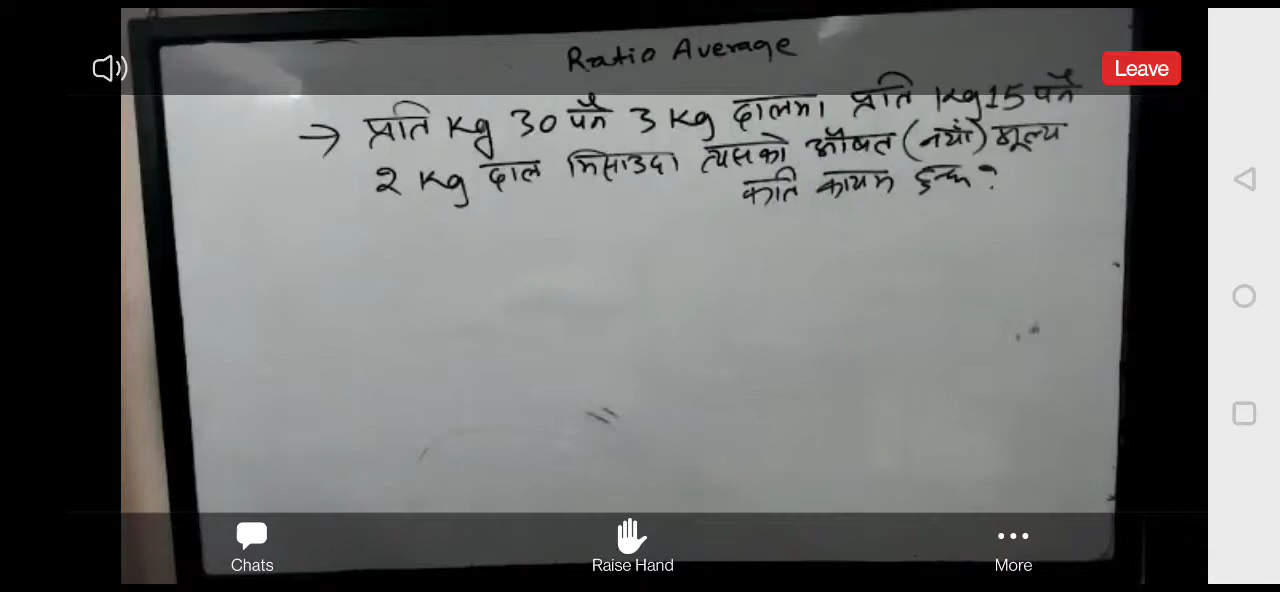 Ratio Average
Leave
→ प्रति Kg 30 पर्ने 3 Kg दालमा प्रति Kg 15 पर्ने
2 Kg दाल मिसाउदा त्यसको औषत (नयाँ) मूल्य
कति कायम हुन्छ?
Chats
Raise Hand
More